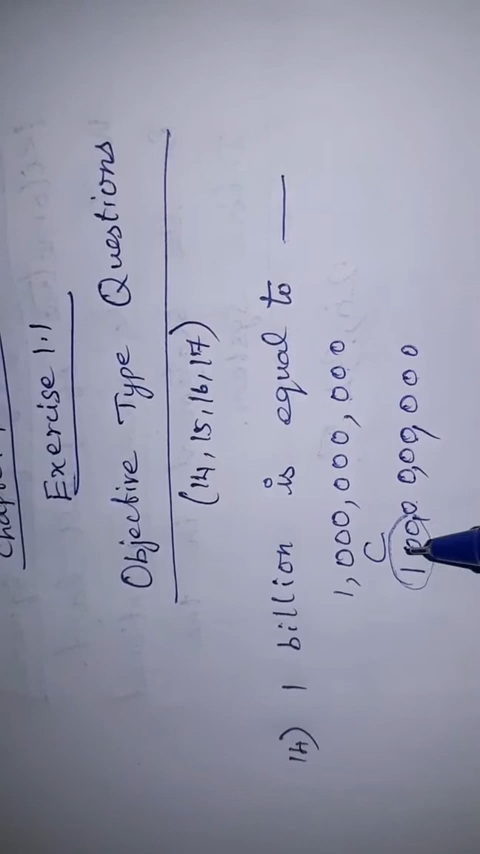 Exercise 1.1
Objective Type Questions
(14, 15, 16, 17)
14) 1 billion is equal to —
1,000,000,000
C